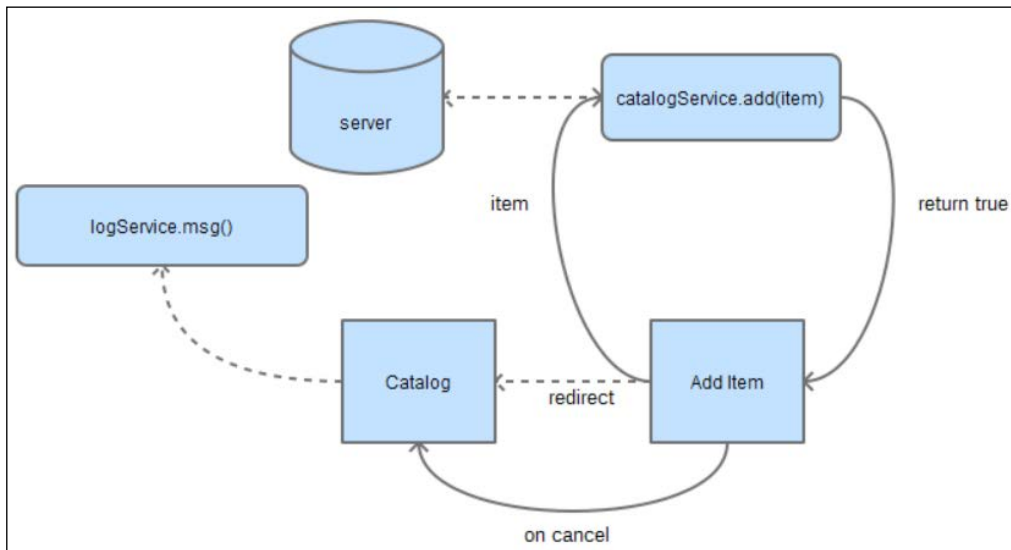 catalogService.add(item)
server
item
return true
logService.msg()
Catalog
Add Item
redirect
on cancel